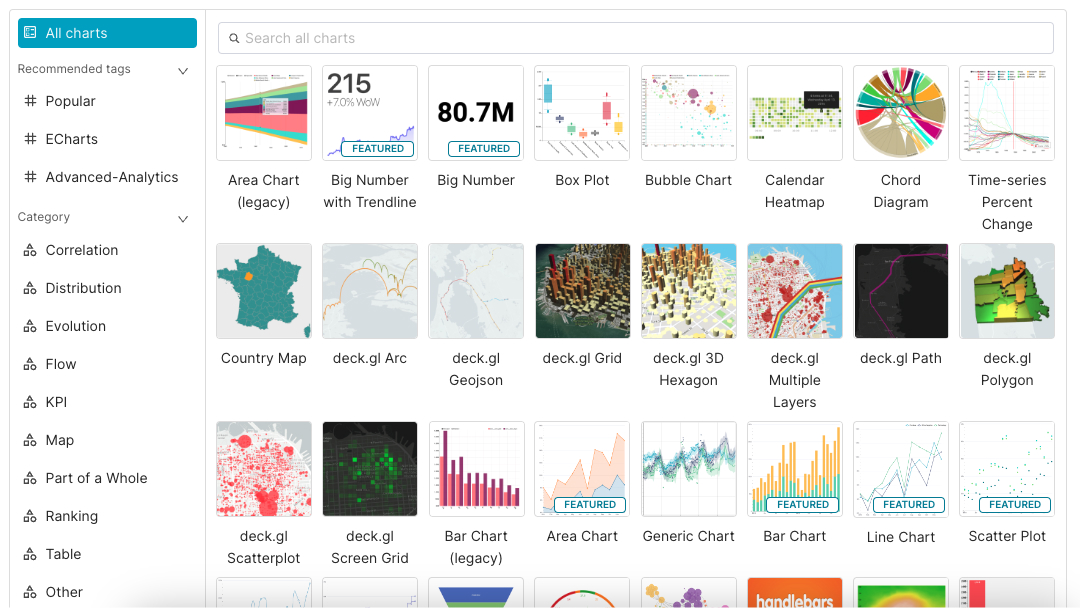 All charts
Search all charts
Recommended tags
# Popular
# ECharts
# Advanced-Analytics
Category
Correlation
Distribution
Evolution
Flow
KPI
Map
Part of a Whole
Ranking
Table
Other
215
+7.0% WoW
FEATURED
80.7M
FEATURED
Area Chart
(legacy)
Big Number
with Trendline
Big Number
Box Plot
Bubble Chart
Calendar
Heatmap
Chord
Diagram
Time-series
Percent
Change
Country Map
deck.gl Arc
deck.gl
Geojson
deck.gl Grid
deck.gl 3D
Hexagon
deck.gl
Multiple
Layers
deck.gl Path
deck.gl
Polygon
FEATURED
FEATURED
FEATURED
FEATURED
deck.gl
Scatterplot
deck.gl
Screen Grid
Bar Chart
(legacy)
Area Chart
Generic Chart
Bar Chart
Line Chart
Scatter Plot
handlebars